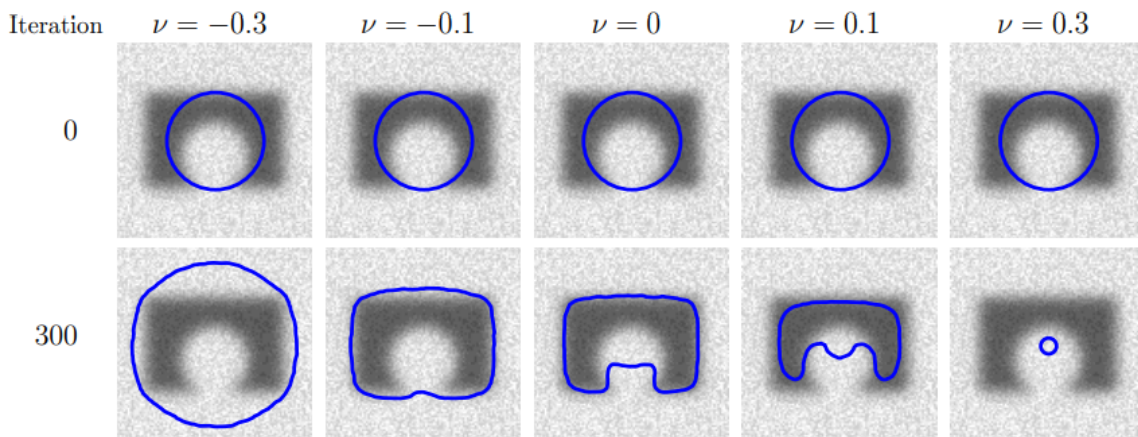 Iteration ν = −0.3 ν = −0.1 ν = 0 ν = 0.1 ν = 0.3
0
300